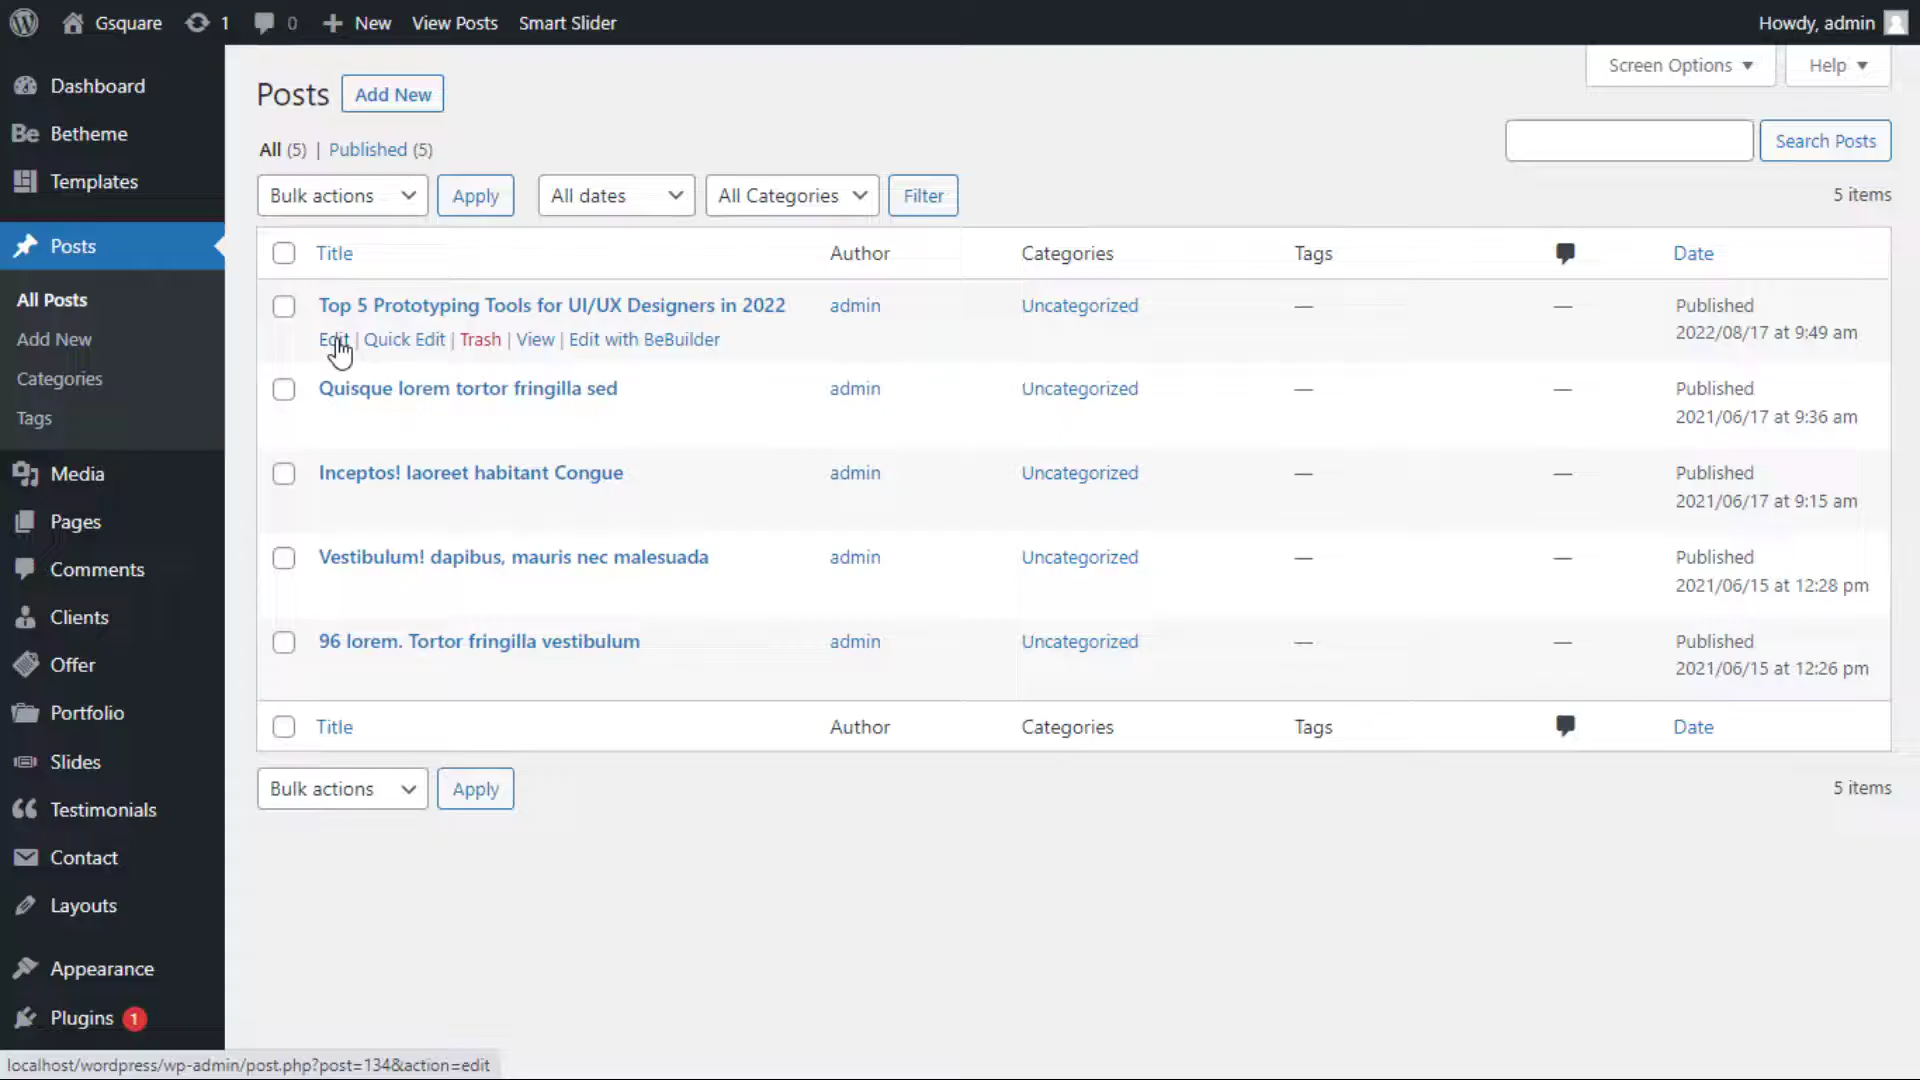 Gsquare 1 0 New View Posts Smart Slider Howdy, admin
Dashboard
Be Betheme
Templates
Posts
All Posts
Add New
Categories
Tags
Media
Pages
Comments
Clients
Offer
Portfolio
Slides
Testimonials
Contact
Layouts
Appearance
Plugins 1
Screen Options Help
Posts Add New
All (5) | Published (5)
Search Posts
Bulk actions Apply All dates All Categories Filter 5 items
Title Author Categories Tags Date
Top 5 Prototyping Tools for UI/UX Designers in 2022 admin Uncategorized — — Published
2022/08/17 at 9:49 am
Edit | Quick Edit | Trash | View | Edit with BeBuilder
Quisque lorem tortor fringilla sed admin Uncategorized — — Published
2021/06/17 at 9:36 am
Inceptos! laoreet habitant Congue admin Uncategorized — — Published
2021/06/17 at 9:15 am
Vestibulum! dapibus, mauris nec malesuada admin Uncategorized — — Published
2021/06/15 at 12:28 pm
96 lorem. Tortor fringilla vestibulum admin Uncategorized — — Published
2021/06/15 at 12:26 pm
Title Author Categories Tags Date
Bulk actions Apply 5 items
localhost/wordpress/wp-admin/post.php?post=134&action=edit